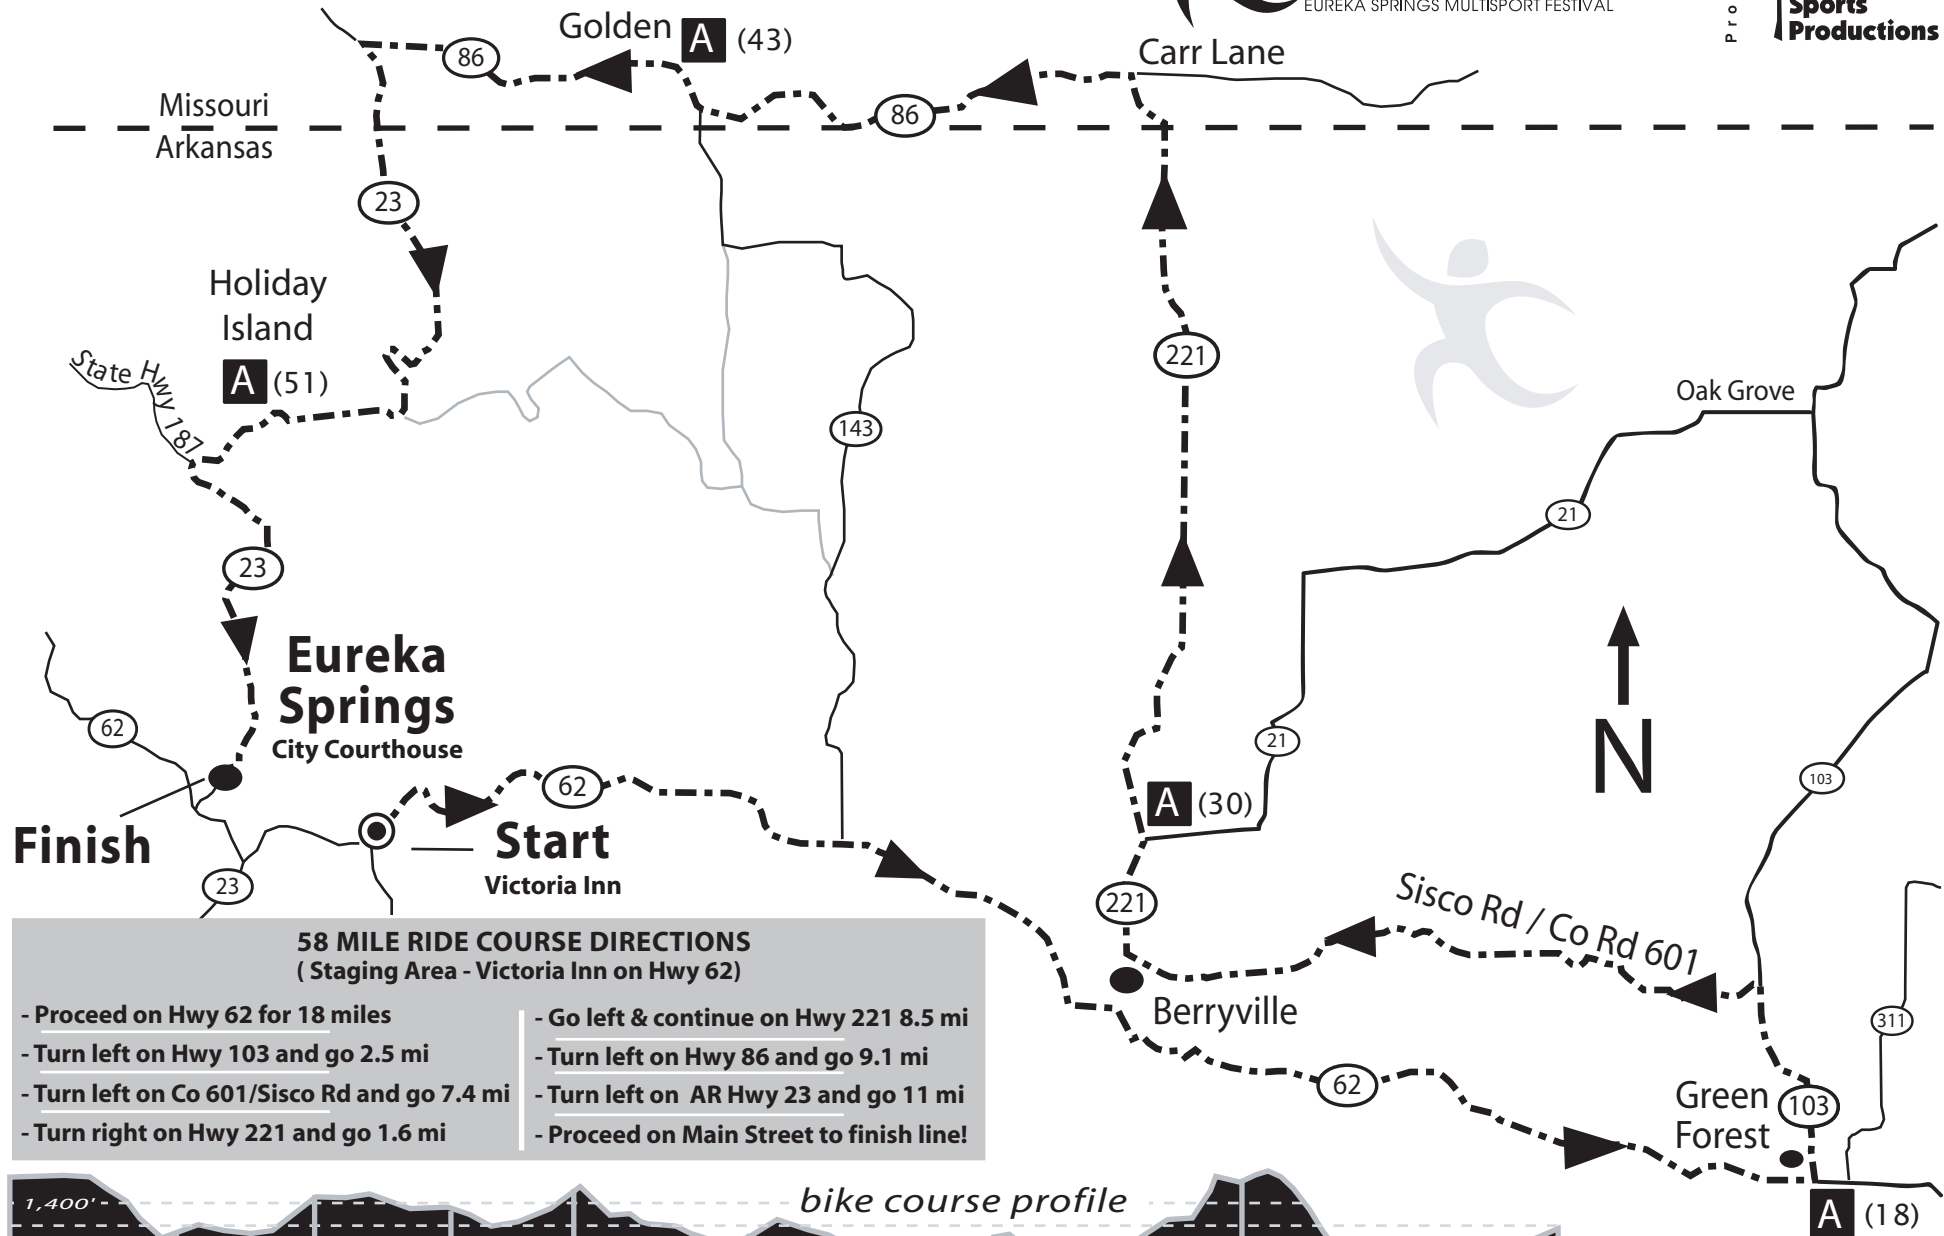 EUREKA SPRINGS MULTISPORT FESTIVAL
Pro
Sports
Productions
Golden A (43)
Carr Lane
86
86
Missouri
Arkansas
23
Holiday
Island
A (51)
State Hwy 187
221
143
Oak Grove
21
23
Eureka
Springs
City Courthouse
62
21
N
103
62
A (30)
Finish
Start
Victoria Inn
23
221
Sisco Rd / Co Rd 601
Berryville
311
62
Green
Forest
103
A (18)
58 MILE RIDE COURSE DIRECTIONS
( Staging Area - Victoria Inn on Hwy 62)
- Proceed on Hwy 62 for 18 miles
- Turn left on Hwy 103 and go 2.5 mi
- Turn left on Co 601/Sisco Rd and go 7.4 mi
- Turn right on Hwy 221 and go 1.6 mi
- Go left & continue on Hwy 221 8.5 mi
- Turn left on Hwy 86 and go 9.1 mi
- Turn left on AR Hwy 23 and go 11 mi
- Proceed on Main Street to finish line!
1,400'
bike course profile